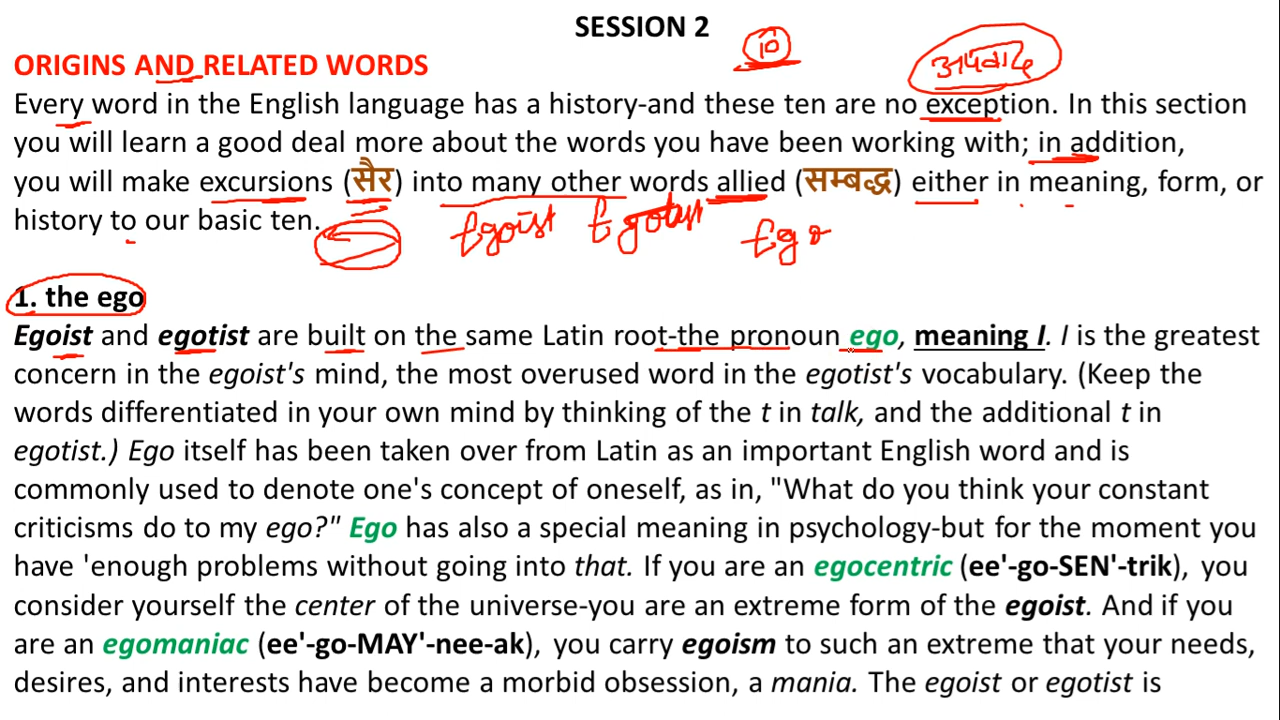 SESSION 2
10
ORIGINS AND RELATED WORDS
अपवाद
Every word in the English language has a history-and these ten are no exception. In this section
you will learn a good deal more about the words you have been working with; in addition,
you will make excursions (सैर) into many other words allied (सम्बद्ध) either in meaning, form, or
history to our basic ten.
Egoist Egotist Ego
1. the ego
Egoist and egotist are built on the same Latin root-the pronoun ego, meaning I. I is the greatest
concern in the egoist's mind, the most overused word in the egotist's vocabulary. (Keep the
words differentiated in your own mind by thinking of the t in talk, and the additional t in
egotist.) Ego itself has been taken over from Latin as an important English word and is
commonly used to denote one's concept of oneself, as in, "What do you think your constant
criticisms do to my ego?" Ego has also a special meaning in psychology-but for the moment you
have 'enough problems without going into that. If you are an egocentric (ee'-go-SEN'-trik), you
consider yourself the center of the universe-you are an extreme form of the egoist. And if you
are an egomaniac (ee'-go-MAY'-nee-ak), you carry egoism to such an extreme that your needs,
desires, and interests have become a morbid obsession, a mania. The egoist or egotist is